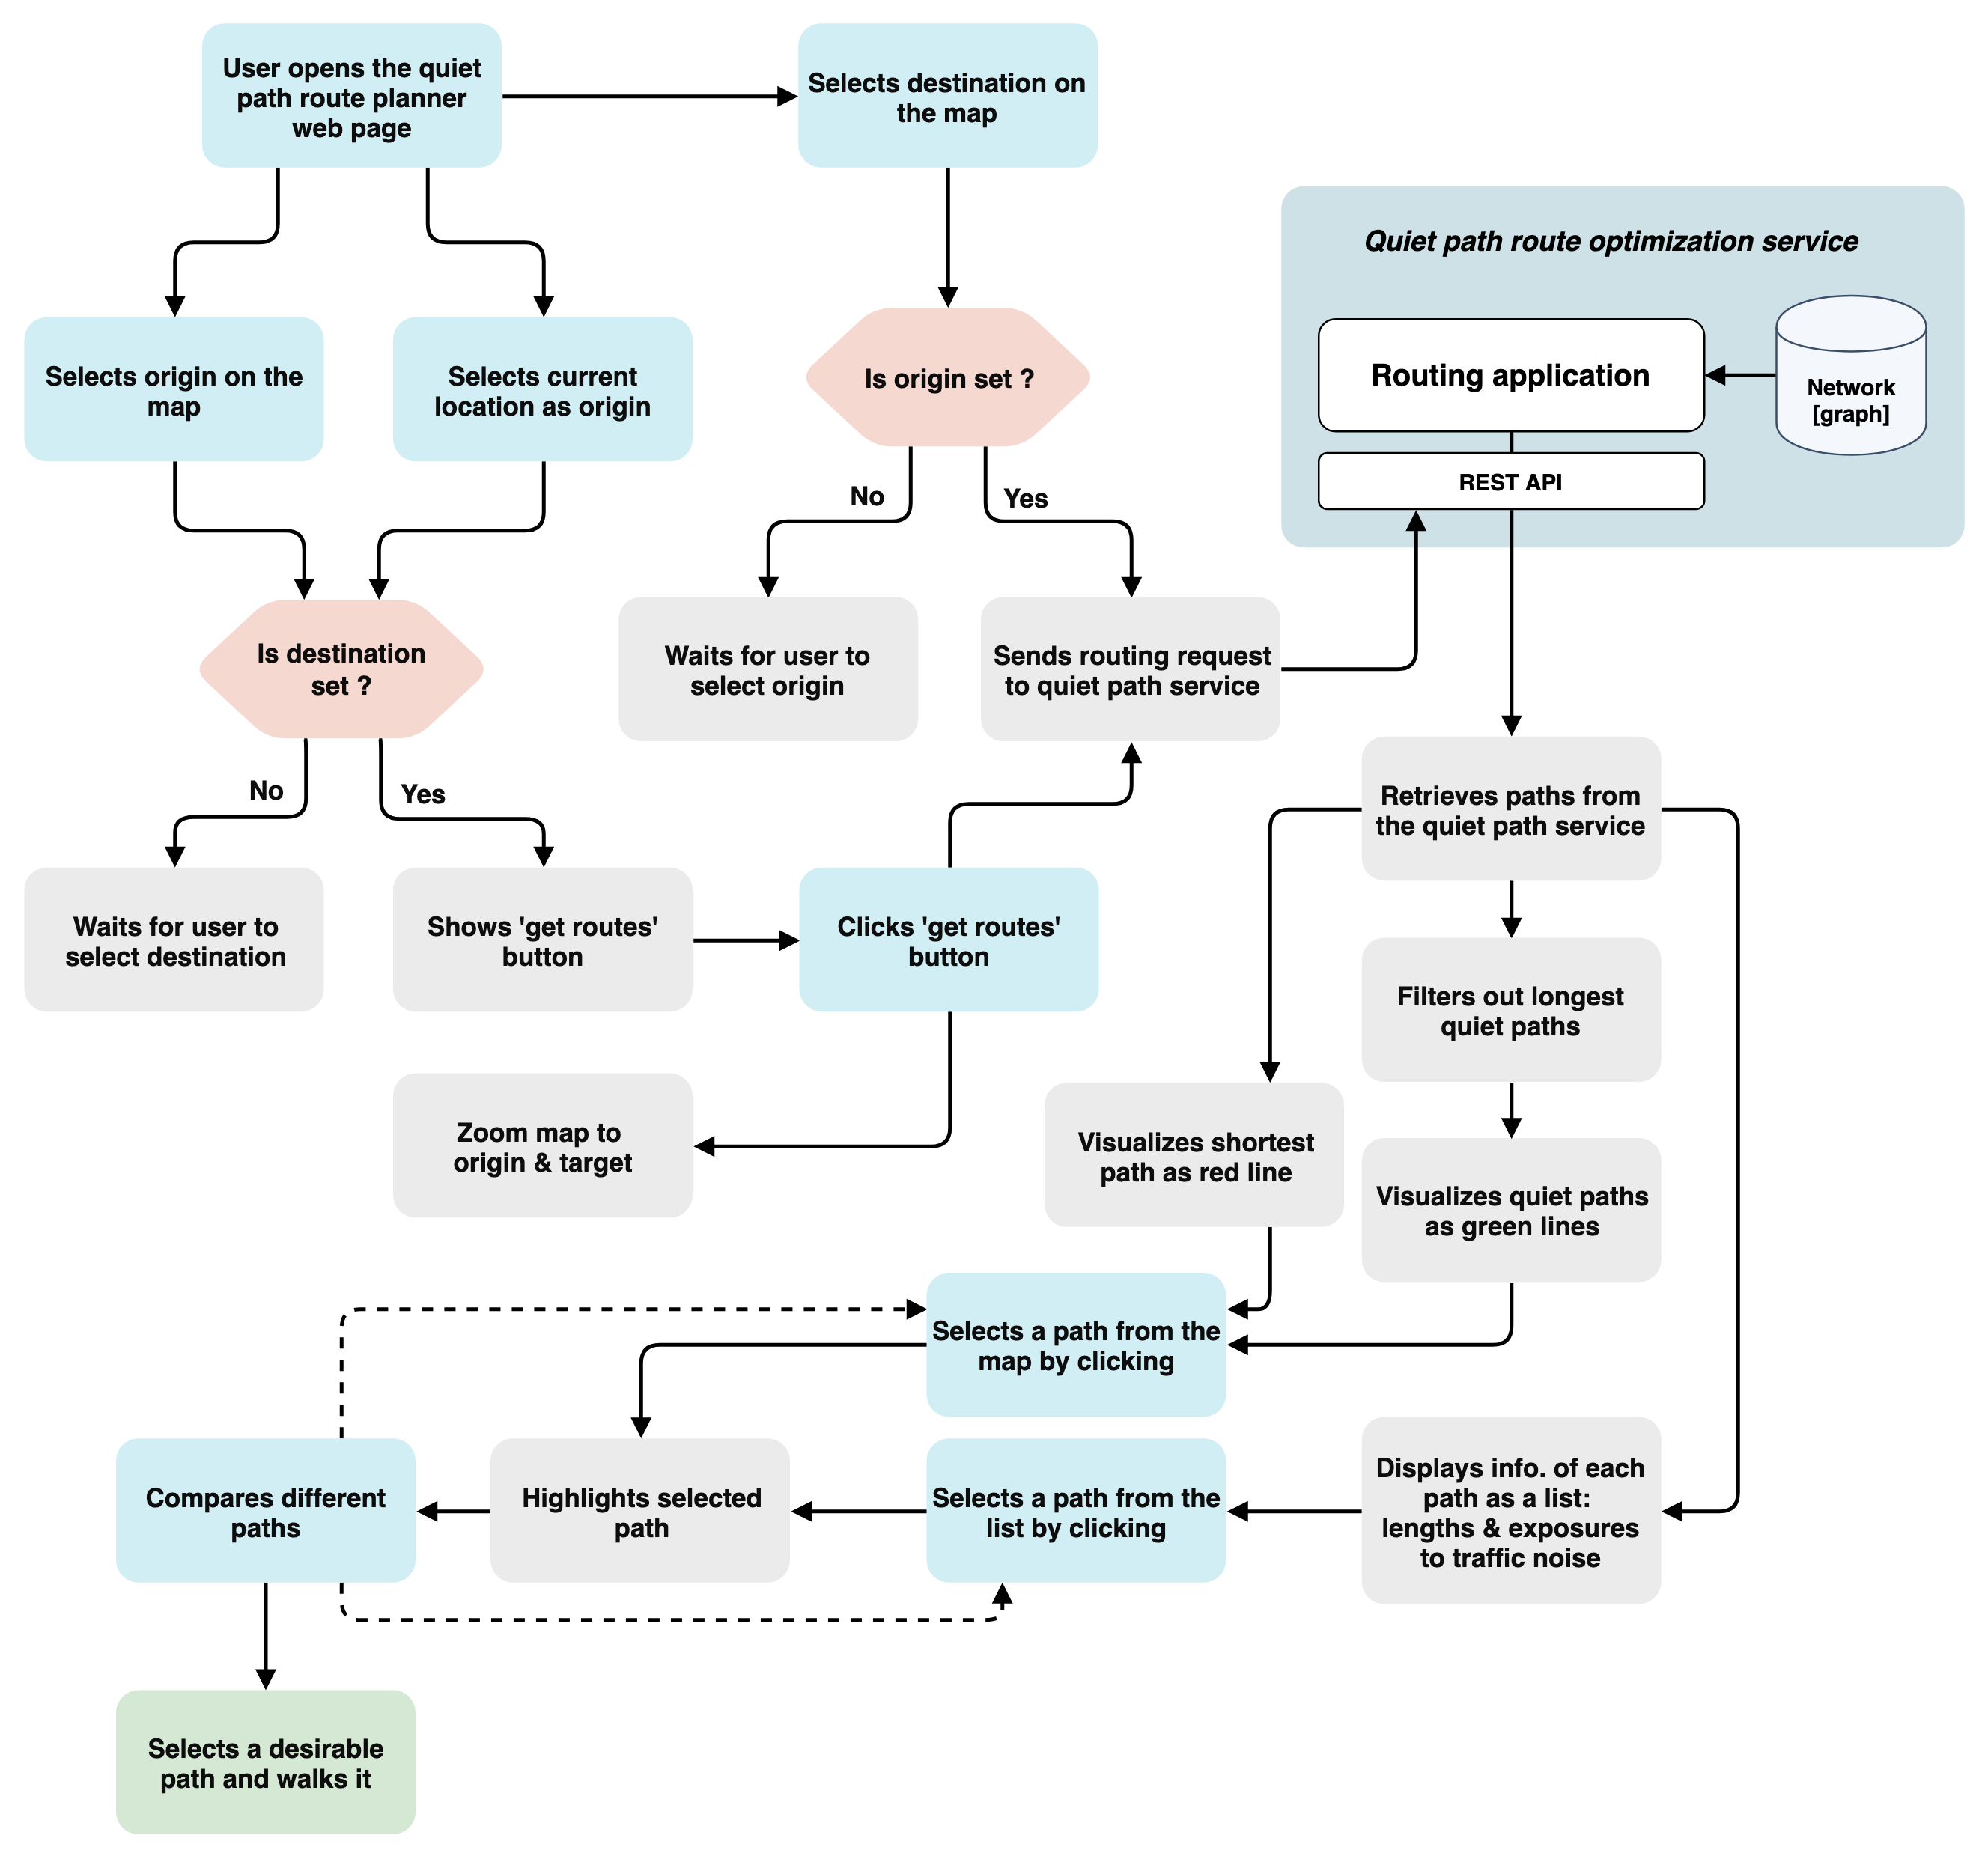 User opens the quiet
path route planner
web page
Selects destination on
the map
Quiet path route optimization service
Routing application
Network
[graph]
REST API
Selects origin on the
map
Selects current
location as origin
Is origin set ?
No
Yes
Is destination
set ?
Waits for user to
select origin
Sends routing request
to quiet path service
No
Yes
Retrieves paths from
the quiet path service
Waits for user to
select destination
Shows 'get routes'
button
Clicks 'get routes'
button
Filters out longest
quiet paths
Zoom map to
origin & target
Visualizes shortest
path as red line
Visualizes quiet paths
as green lines
Selects a path from the
map by clicking
Compares different
paths
Highlights selected
path
Selects a path from the
list by clicking
Displays info. of each
path as a list:
lengths & exposures
to traffic noise
Selects a desirable
path and walks it